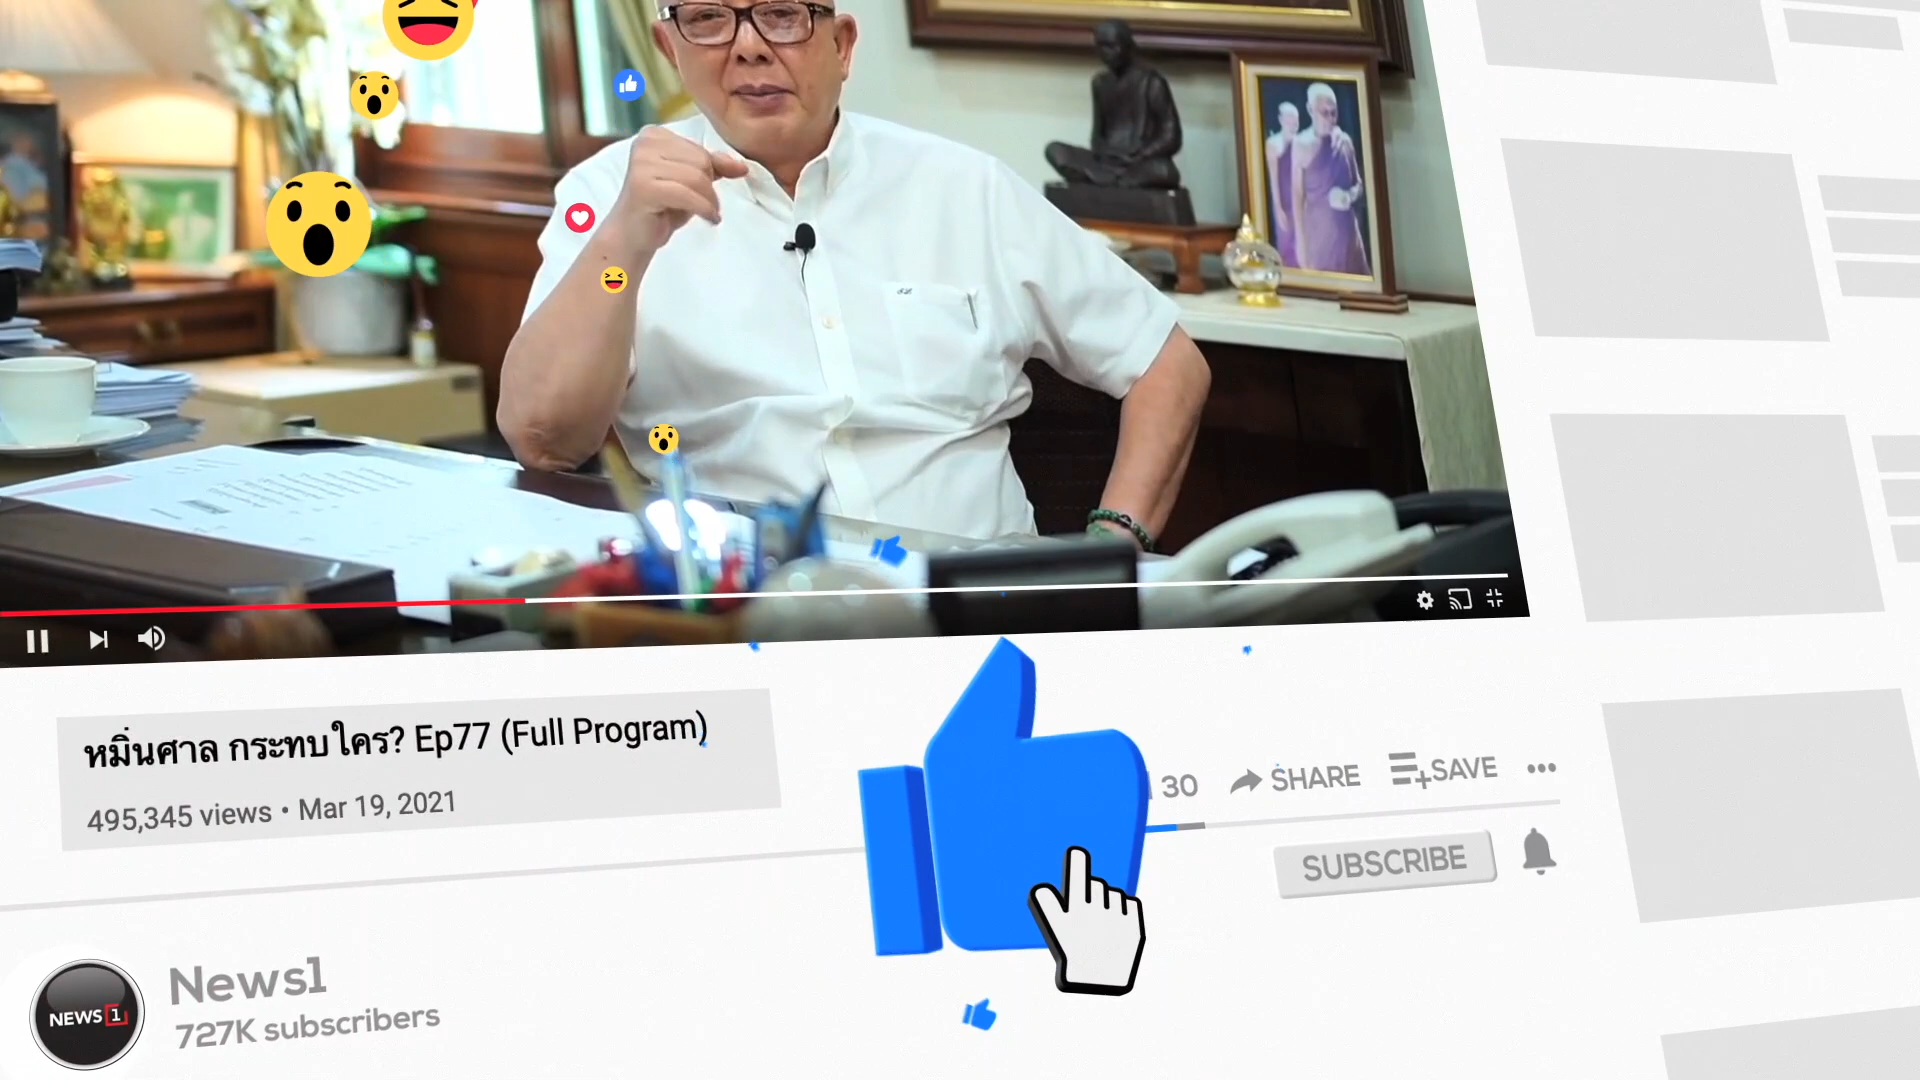 หมิ่นศาล กระทบใคร? Ep77 (Full Program)
495,345 views • Mar 19, 2021
30 SHARE SAVE
SUBSCRIBE
NEWS 1
News1
727K subscribers